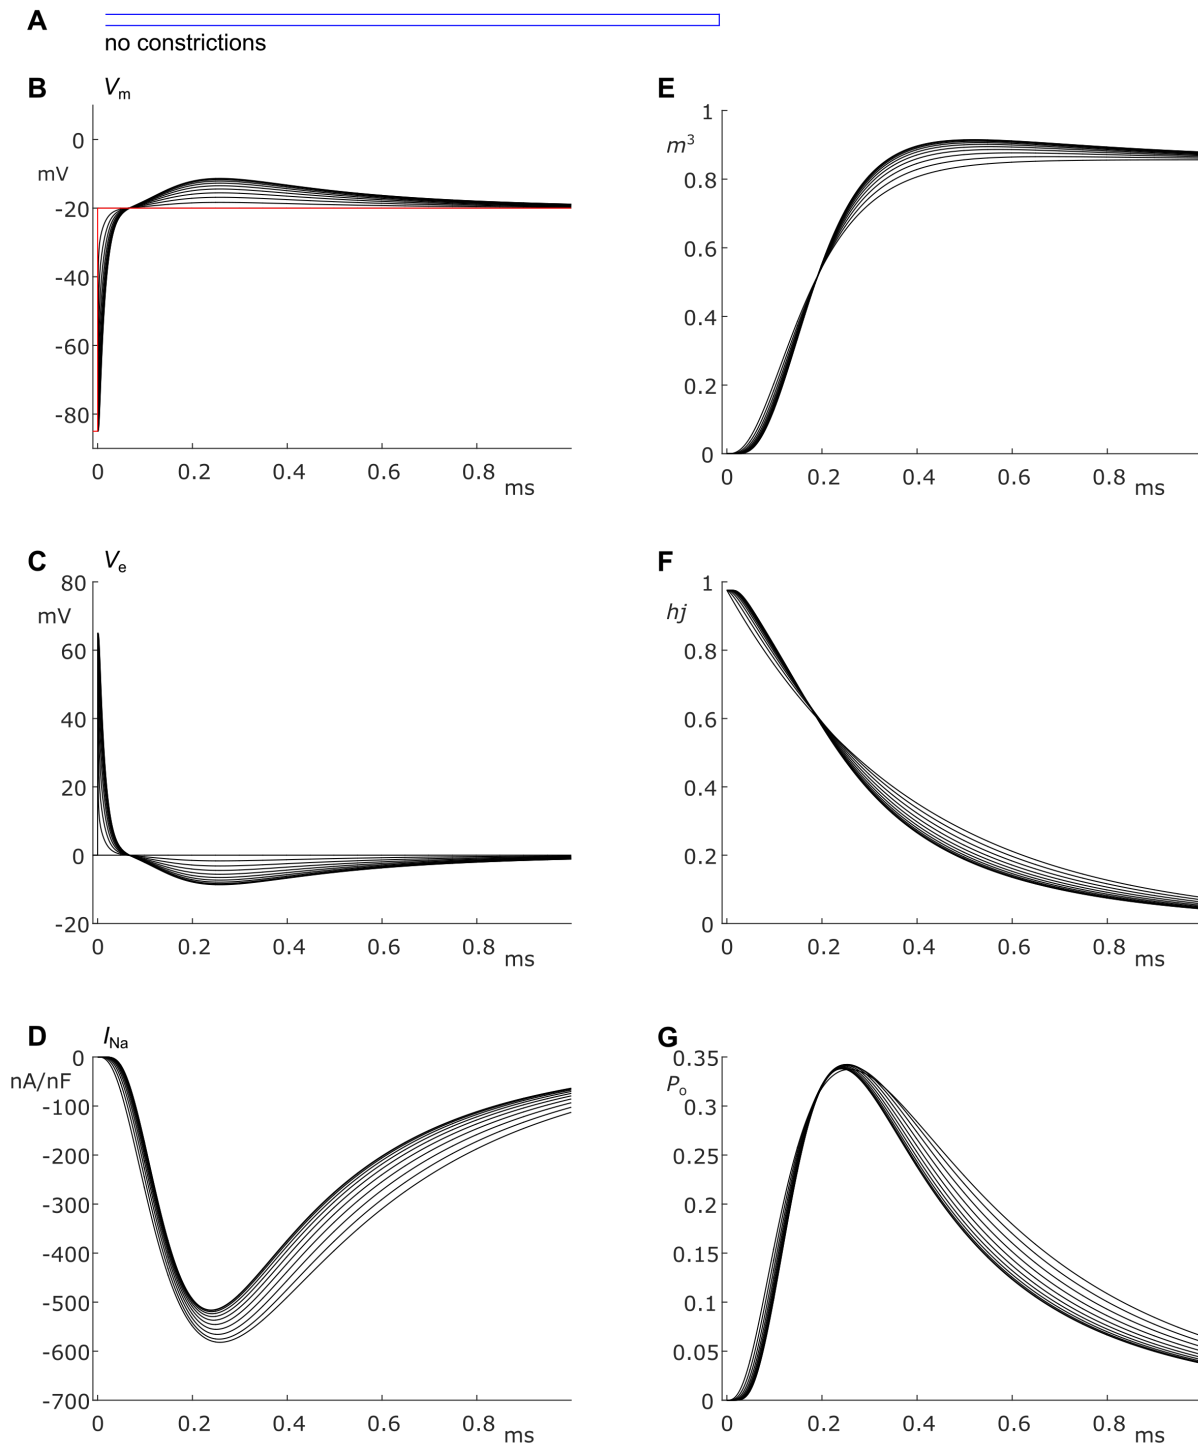 A
no constrictions
B
Vm
0
mV
-20
-40
-60
-80
0 0.2 0.4 0.6 0.8
ms
E
1
m³
0.8
0.6
0.4
0.2
0
0 0.2 0.4 0.6 0.8
ms
C
Ve
80
mV
60
40
20
0
-20
0 0.2 0.4 0.6 0.8
ms
F
1
hj
0.8
0.6
0.4
0.2
0
0 0.2 0.4 0.6 0.8
ms
D
INa
0
nA/nF
-100
-200
-300
-400
-500
-600
-700
0 0.2 0.4 0.6 0.8
ms
G
0.35
Po
0.3
0.25
0.2
0.15
0.1
0.05
0
0 0.2 0.4 0.6 0.8
ms